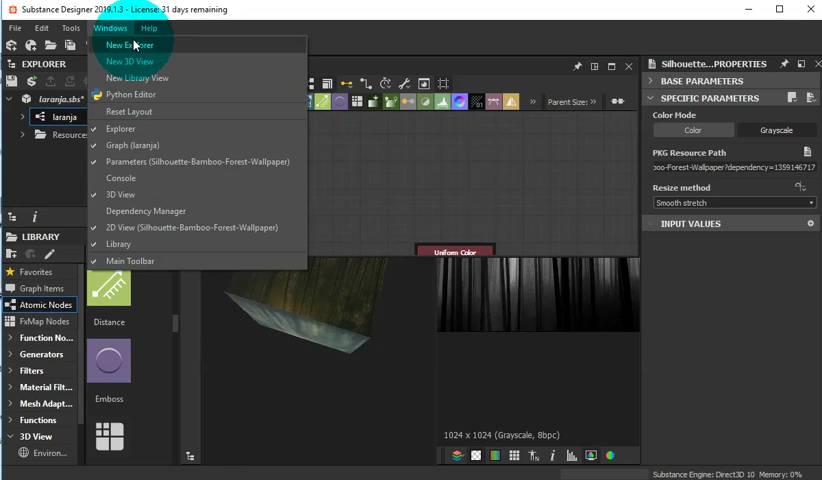 Substance Designer 2019.1.3 - License: 31 days remaining
File Edit Tools Windows Help
New Explorer
New 3D View
New Library View
Python Editor
Reset Layout
Explorer
Graph (laranja)
Parameters (Silhouette-Bamboo-Forest-Wallpaper)
Console
3D View
Dependency Manager
2D View (Silhouette-Bamboo-Forest-Wallpaper)
Library
Main Toolbar
EXPLORER
laranja.sbs*
laranja
Resource
LIBRARY
Favorites
Graph Items
Atomic Nodes
FxMap Nodes
Function No...
Generators
Filters
Material Filt...
Mesh Adapt...
Functions
3D View
Environ...
Distance
Emboss
Parent Size:
Uniform Color
1024 x 1024 (Grayscale, 8bpc)
Silhouette...PROPERTIES
BASE PARAMETERS
SPECIFIC PARAMETERS
Color Mode
Color Grayscale
PKG Resource Path
boo-Forest-Wallpaper?dependency=1359146717
Resize method
Smooth stretch
INPUT VALUES
Substance Engine: Direct3D 10 Memory: 0%